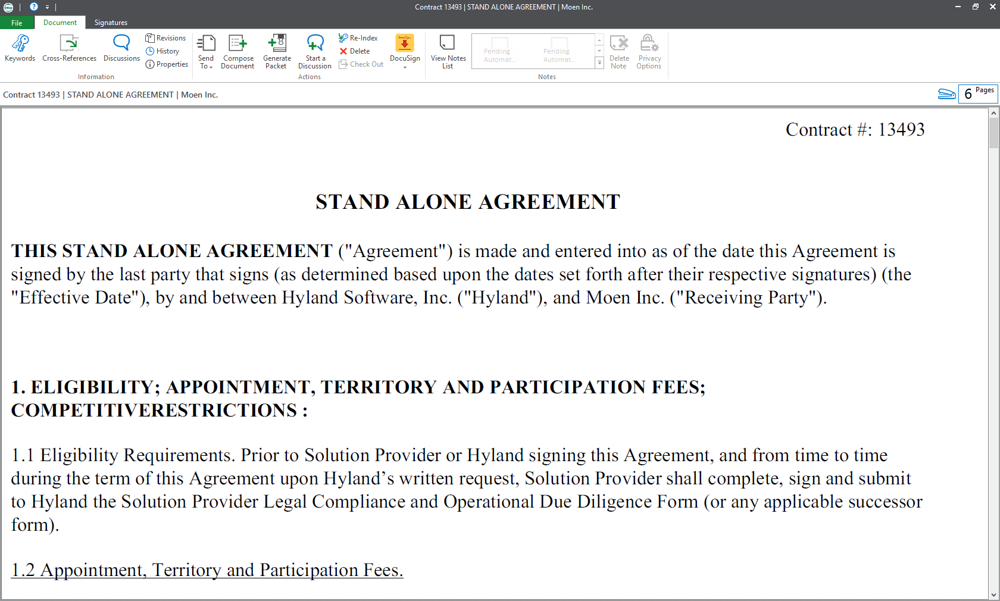 Contract 13493 | STAND ALONE AGREEMENT | Moen Inc.
File
Document
Signatures
Keywords
Cross-References
Discussions
Revisions
History
Properties
Information
Send To
Compose Document
Generate Packet
Start a Discussion
Re-Index
Delete
Check Out
Actions
DocuSign
DocuSign
View Notes List
Pending Automat...
Pending Automat...
Delete Note
Privacy Options
Notes
Contract 13493 | STAND ALONE AGREEMENT | Moen Inc.
6 Pages
Contract #: 13493
STAND ALONE AGREEMENT
THIS STAND ALONE AGREEMENT ("Agreement") is made and entered into as of the date this Agreement is
signed by the last party that signs (as determined based upon the dates set forth after their respective signatures) (the
"Effective Date"), by and between Hyland Software, Inc. ("Hyland"), and Moen Inc. ("Receiving Party").
1. ELIGIBILITY; APPOINTMENT, TERRITORY AND PARTICIPATION FEES;
COMPETITIVERESTRICTIONS :
1.1 Eligibility Requirements. Prior to Solution Provider or Hyland signing this Agreement, and from time to time
during the term of this Agreement upon Hyland’s written request, Solution Provider shall complete, sign and submit
to Hyland the Solution Provider Legal Compliance and Operational Due Diligence Form (or any applicable successor
form).
1.2 Appointment, Territory and Participation Fees.